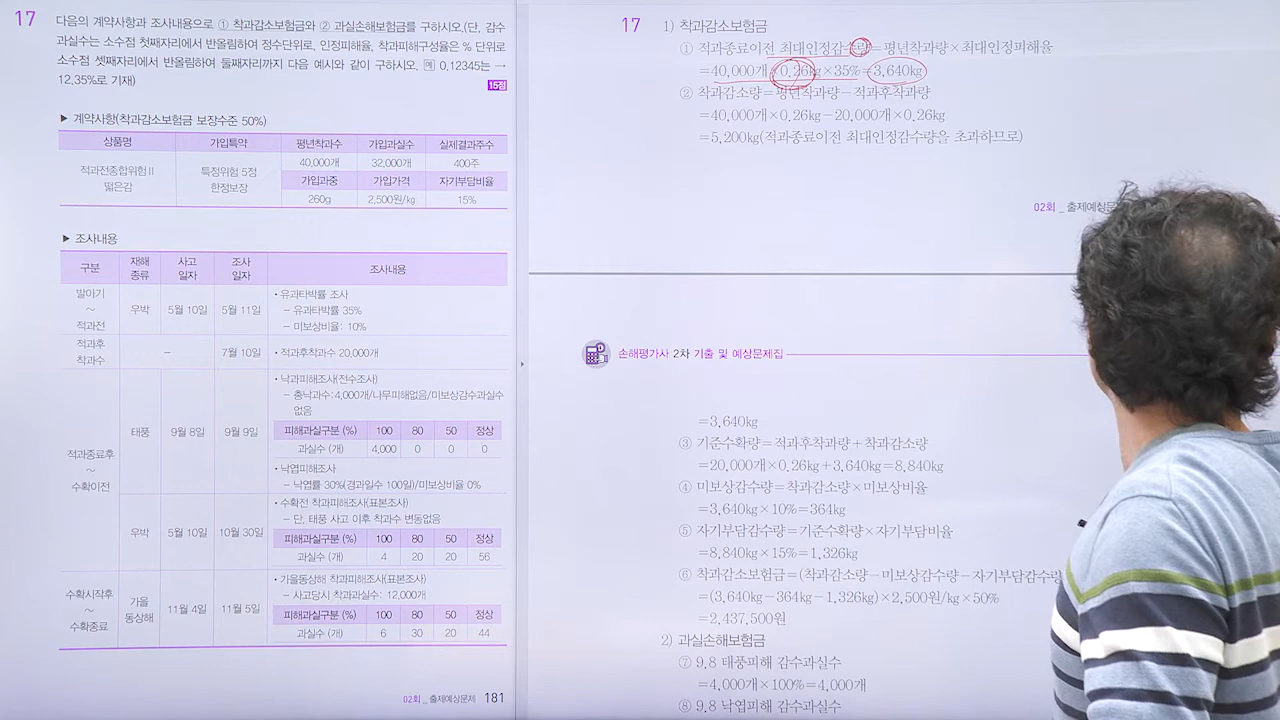 17
다음의 계약사항과 조사내용으로 ① 착과감소보험금와 ② 과실손해보험금를 구하시오.(단, 감수
과실수는 소수점 첫째자리에서 반올림하여 정수단위로, 인정피해율, 착과피해구성율은 % 단위로
소수점 셋째자리에서 반올림하여 둘째자리까지 다음 예시와 같이 구하시오. 예 0.12345는 →
12.35%로 기재)
15점
▶ 계약사항(착과감소보험금 보장수준 50%)
상품명 가입특약 평년착과수 가입과실수 실제결과주수
적과전종합위험Ⅱ 떫은감 특정위험 5종 한정보장 40,000개 32,000개 400주
가입과중 가입가격 자기부담비율
260g 2,500원/kg 15%
▶ 조사내용
구분 재해 종류 사고 일자 조사 일자 조사내용
발아기 ~ 적과전 우박 5월 10일 5월 11일 • 유과타박률 조사
– 유과타박률 35%
– 미보상비율: 10%
적과후 착과수 – 7월 10일 • 적과후착과수 20,000개
적과종료후 ~ 수확이전 태풍 9월 8일 9월 9일 • 낙과피해조사(전수조사)
– 총낙과수: 4,000개/나무피해없음/미보상감수과실수
없음
피해과실구분 (%) 100 80 50 정상
과실수 (개) 4,000 0 0 0
• 낙엽피해조사
– 낙엽률 30%(경과일수 100일)/미보상비율 0%
우박 5월 10일 10월 30일 • 수확전 착과피해조사(표본조사)
– 단, 태풍 사고 이후 착과수 변동없음
피해과실구분 (%) 100 80 50 정상
과실수 (개) 4 20 20 56
수확시작후 ~ 수확종료 가을 동상해 11월 4일 11월 5일 • 가을동상해 착과피해조사(표본조사)
– 사고당시 착과과실수: 12,000개
피해과실구분 (%) 100 80 50 정상
과실수 (개) 6 30 20 44
02회 _ 출제예상문제 181
17
1) 착과감소보험금
① 적과종료이전 최대인정감수량=평년착과량×최대인정피해율
=40,000개×0.26kg×35%=3,640kg
② 착과감소량=평년착과량−적과후착과량
=40,000개×0.26kg−20,000개×0.26kg
=5,200kg(적과종료이전 최대인정감수량을 초과하므로)
02회 _ 출제예상문
손해평가사 2차 기출 및 예상문제집
=3,640kg
③ 기준수확량=적과후착과량+착과감소량
=20,000개×0.26kg+3,640kg=8,840kg
④ 미보상감수량=착과감소량×미보상비율
=3,640kg×10%=364kg
⑤ 자기부담감수량=기준수확량×자기부담비율
=8,840kg×15%=1,326kg
⑥ 착과감소보험금=(착과감소량−미보상감수량−자기부담감수량
=(3,640kg−364kg−1,326kg)×2,500원/kg×50%
=2,437,500원
2) 과실손해보험금
⑦ 9.8 태풍피해 감수과실수
=4,000개×100%=4,000개
⑧ 9.8 낙엽피해 감수과실수